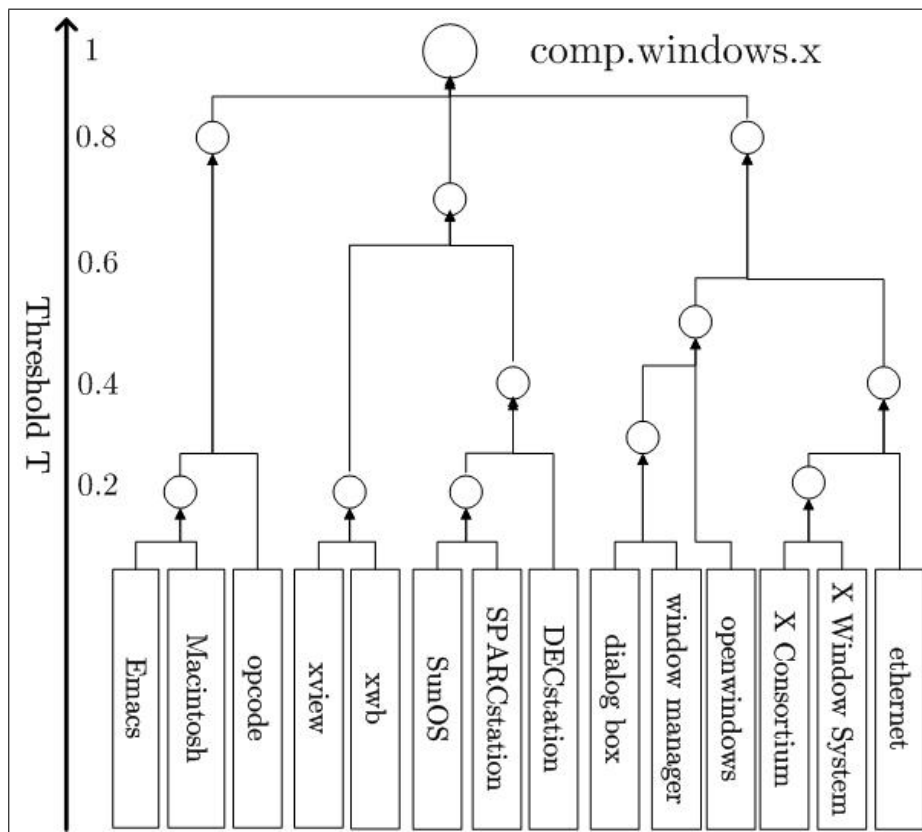 1
comp.windows.x
0.8
0.6
Threshold T
0.4
0.2
Emacs
Macintosh
opcode
xview
xwb
SunOS
SPARCstation
DECstation
dialog box
window manager
openwindows
X Consortium
X Window System
ethernet